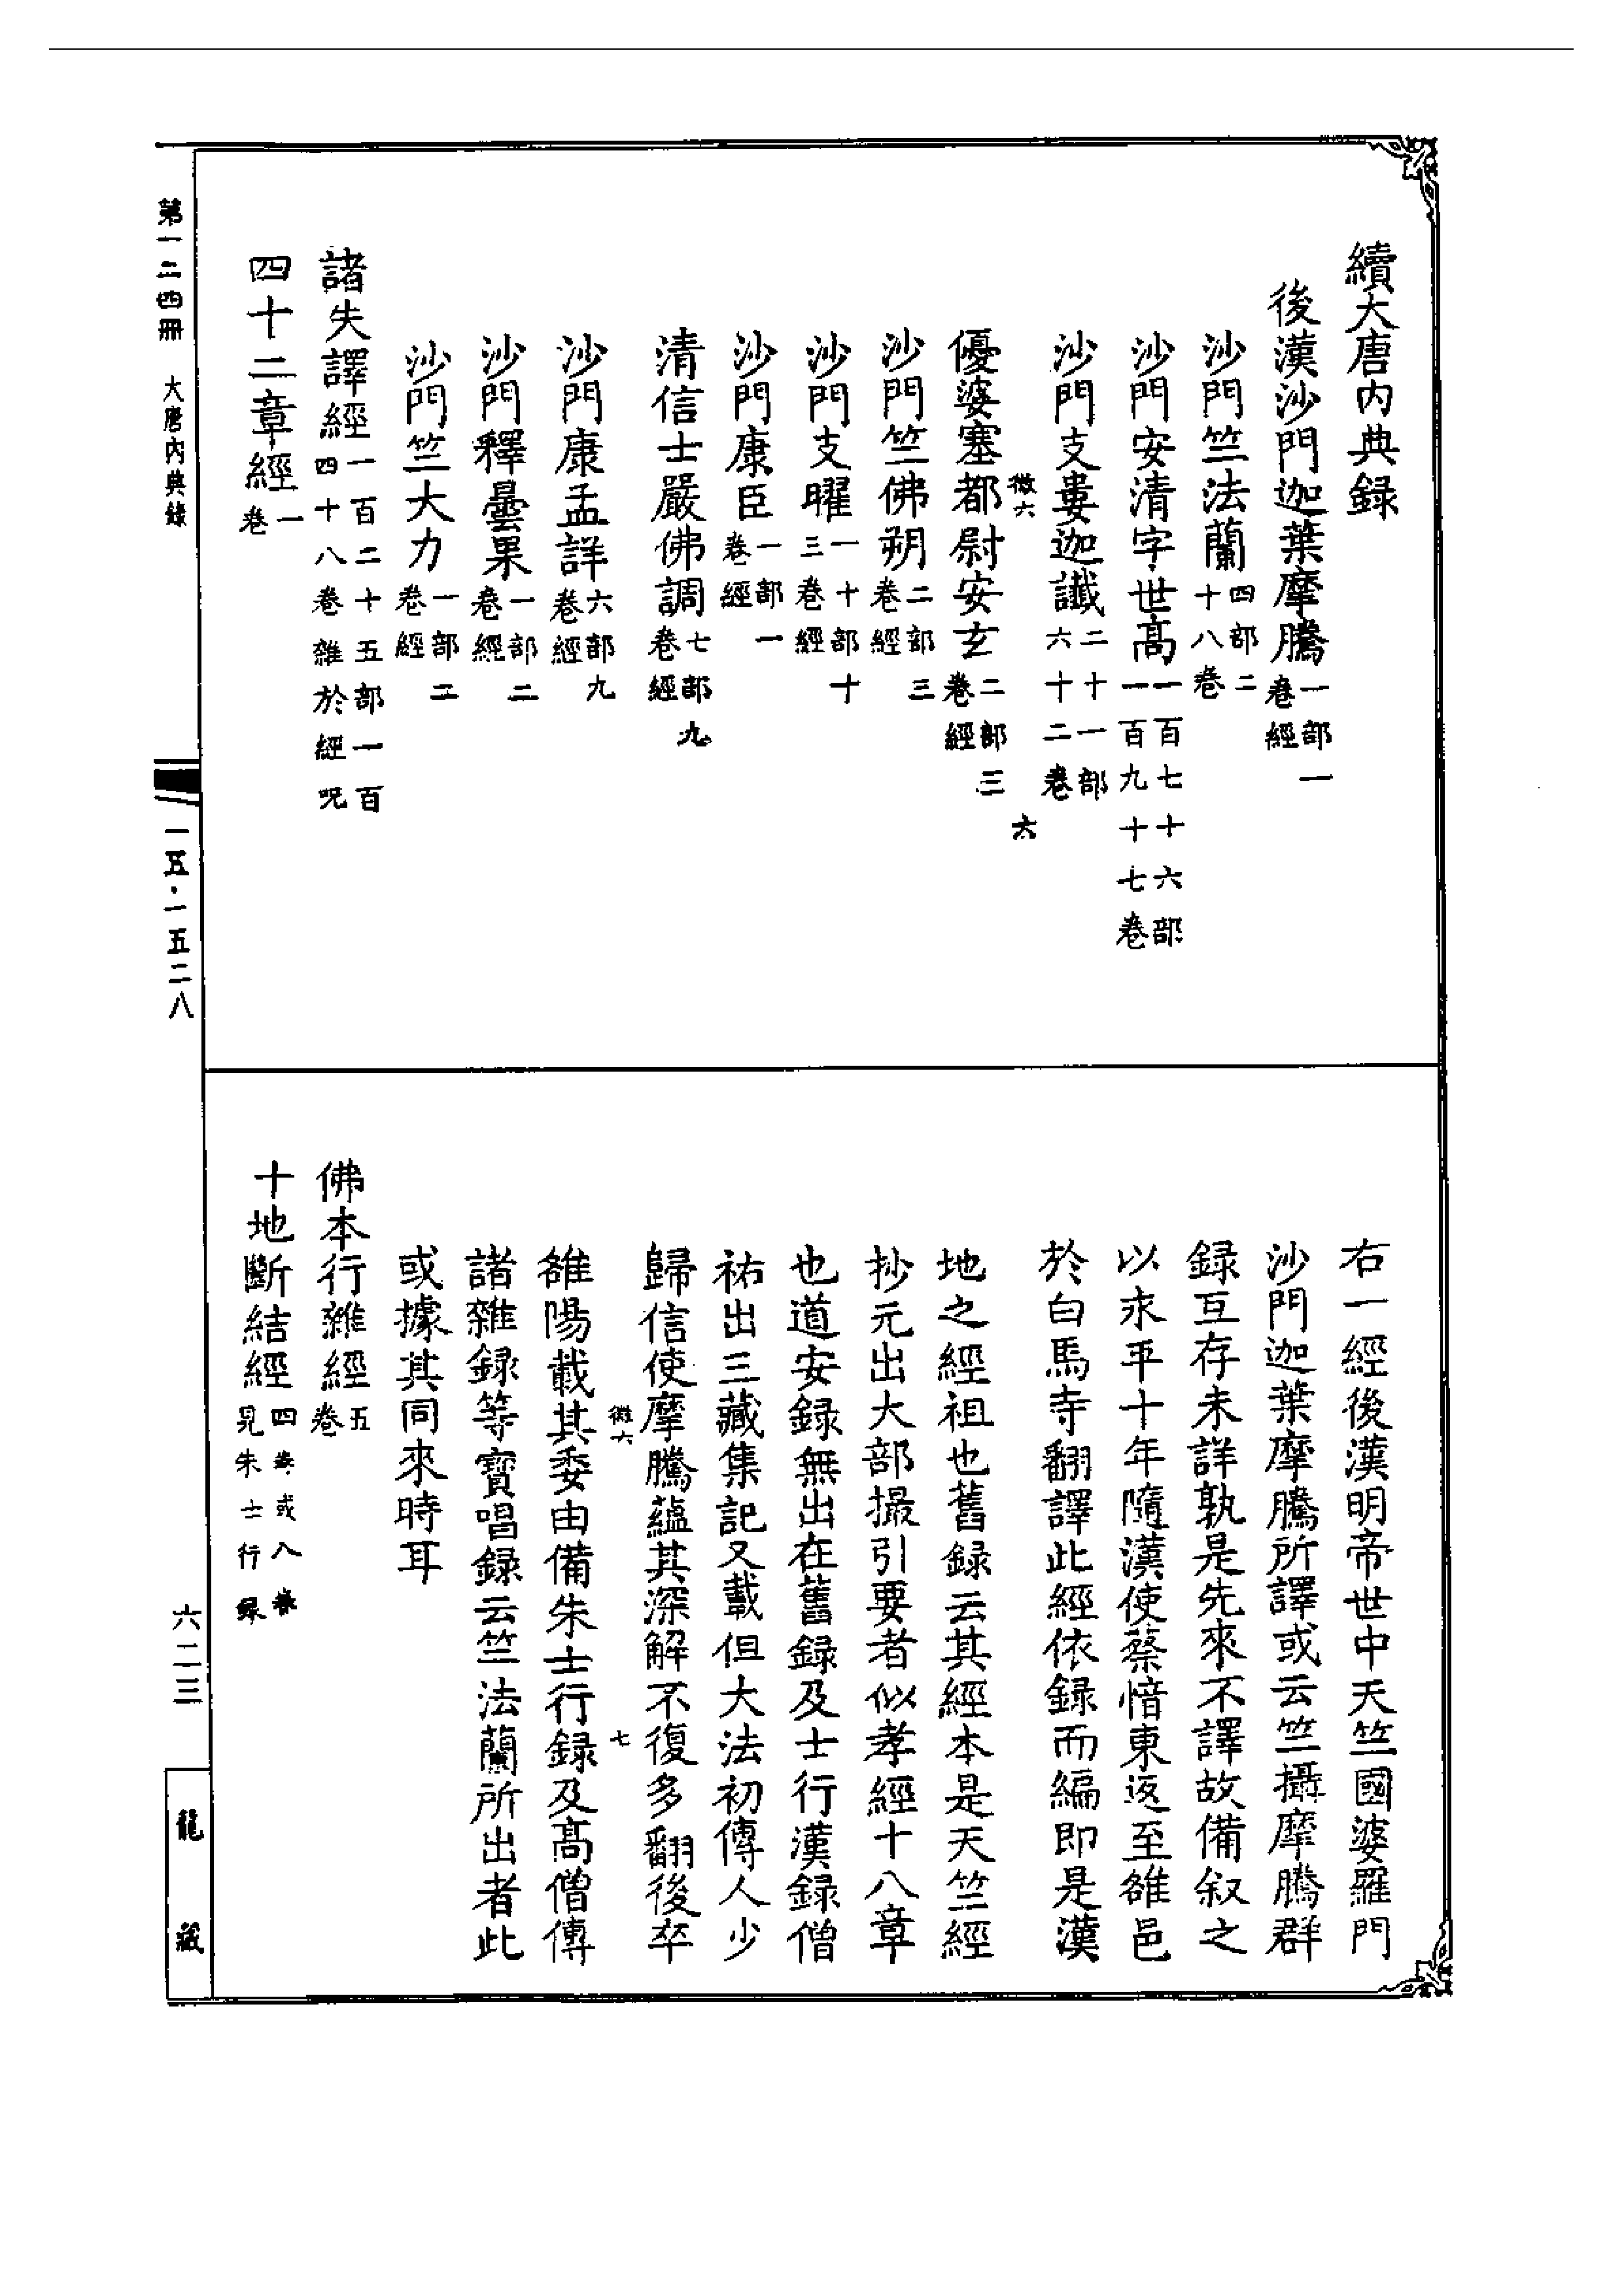 續大唐内典録
後漢沙門迦葉摩騰一部一卷經
沙門竺法蘭四部二十八卷
沙門安清字世高一百七十六部一百九十七卷
沙門支婁迦讖二十一部六十二卷
微六 六
優婆塞都尉安玄二部三卷經
沙門竺佛朔二部三卷經
沙門支曜一十部十三卷經
沙門康臣一部一卷經
清信士嚴佛調七部九卷經
沙門康孟詳六部九卷經
沙門釋曇果一部二卷經
沙門竺大力一部二卷經
諸失譯經一百二十五部一百四十八卷雜於經呪
四十二章經一卷
右一經後漢明帝世中天竺國婆羅門
沙門迦葉摩騰所譯或云竺攝摩騰群
録互存未詳孰是先來不譯故備叙之
以永平十年隨漢使蔡愔東返至雒邑
於白馬寺翻譯此經依録而編即是漢
地之經祖也舊録云其經本是天竺經
抄元出大部撮引要者似孝經十八章
也道安録無出在舊録及士行漢録僧
祐出三藏集記又載但大法初傳人少
歸信使摩騰蘊其深解不復多翻後卒
微六 七
雒陽載其委由備朱士行録及高僧傳
諸雜録等寶唱録云竺法蘭所出者此
或據其同來時耳
佛本行雜經五卷
十地斷結經四卷或八卷見朱士行録
第一二四冊 大唐內典錄
一五·一五二八
六二三
龍藏